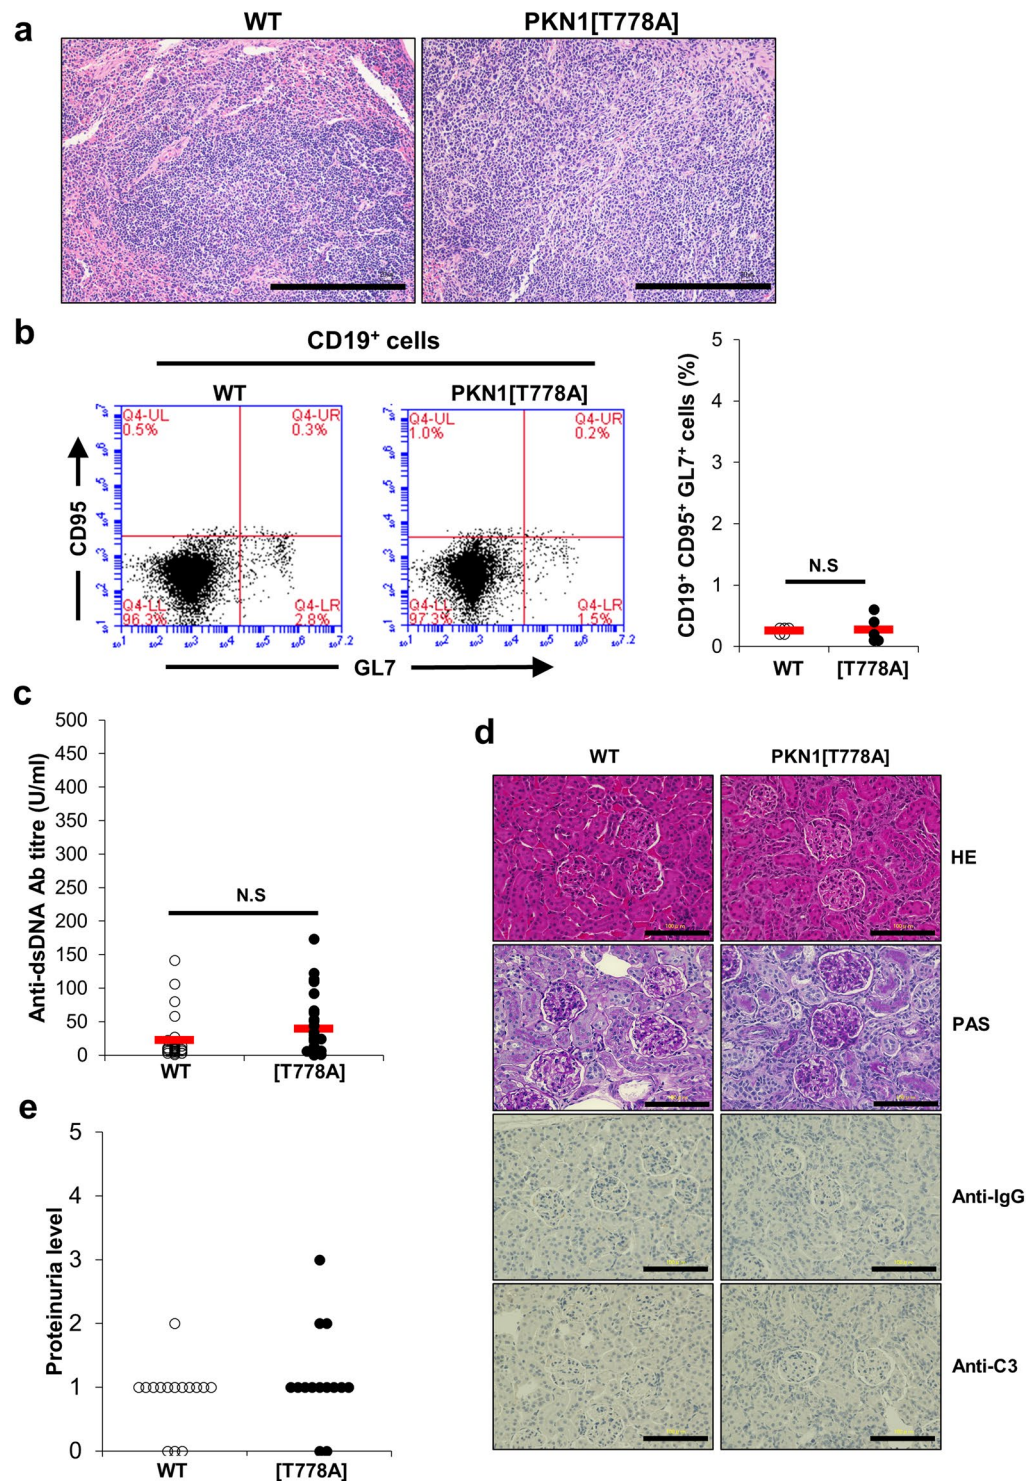 a
WT
PKN1[T778A]
b
CD19+ cells
WT
PKN1[T778A]
Q4-UL
0.5%
Q4-UR
0.3%
Q4-LL
96.3%
Q4-LR
2.8%
Q4-UL
1.0%
Q4-UR
0.2%
Q4-LL
97.3%
Q4-LR
1.5%
CD95
GL7
CD19+ CD95+ GL7+ cells (%)
5
4
3
2
1
0
N.S
WT
[T778A]
c
Anti-dsDNA Ab titre (U/ml)
500
450
400
350
300
250
200
150
100
50
0
N.S
WT
[T778A]
d
WT
PKN1[T778A]
HE
PAS
Anti-IgG
Anti-C3
e
Proteinuria level
5
4
3
2
1
0
WT
[T778A]